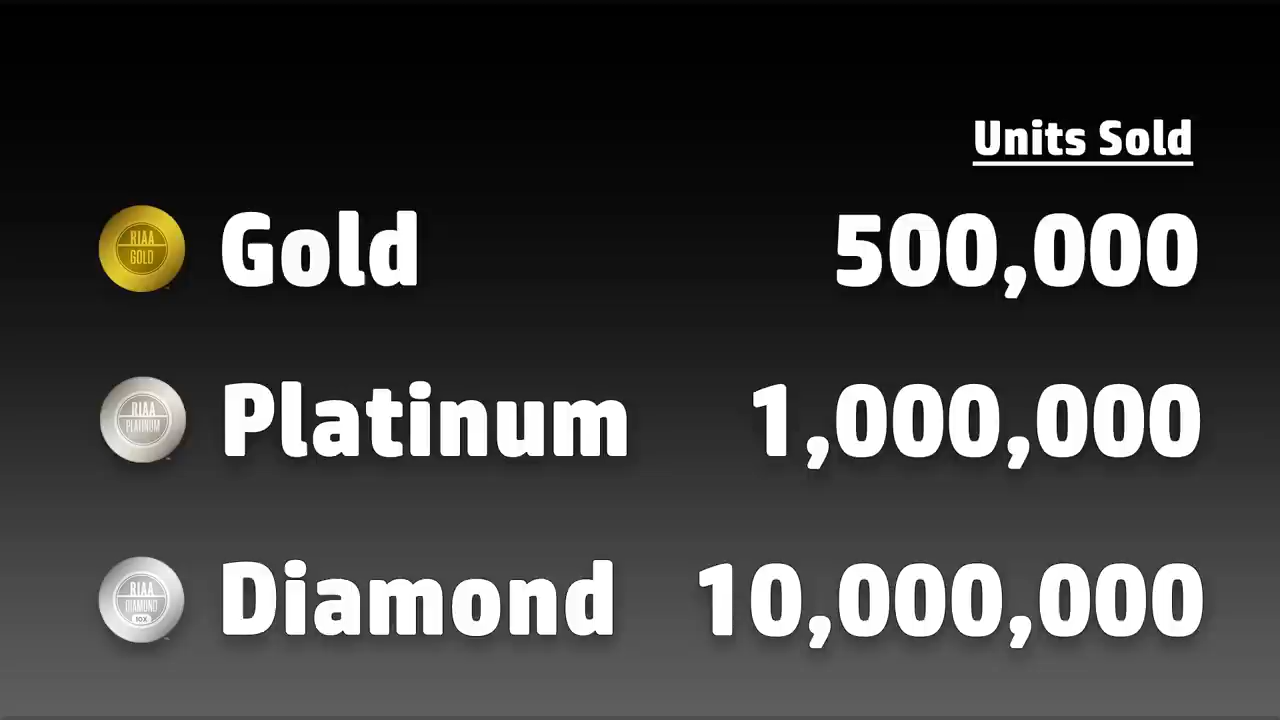 Units Sold
RIAA
GOLD
Gold 500,000
RIAA
PLATINUM
Platinum 1,000,000
RIAA
DIAMOND
10X
Diamond 10,000,000